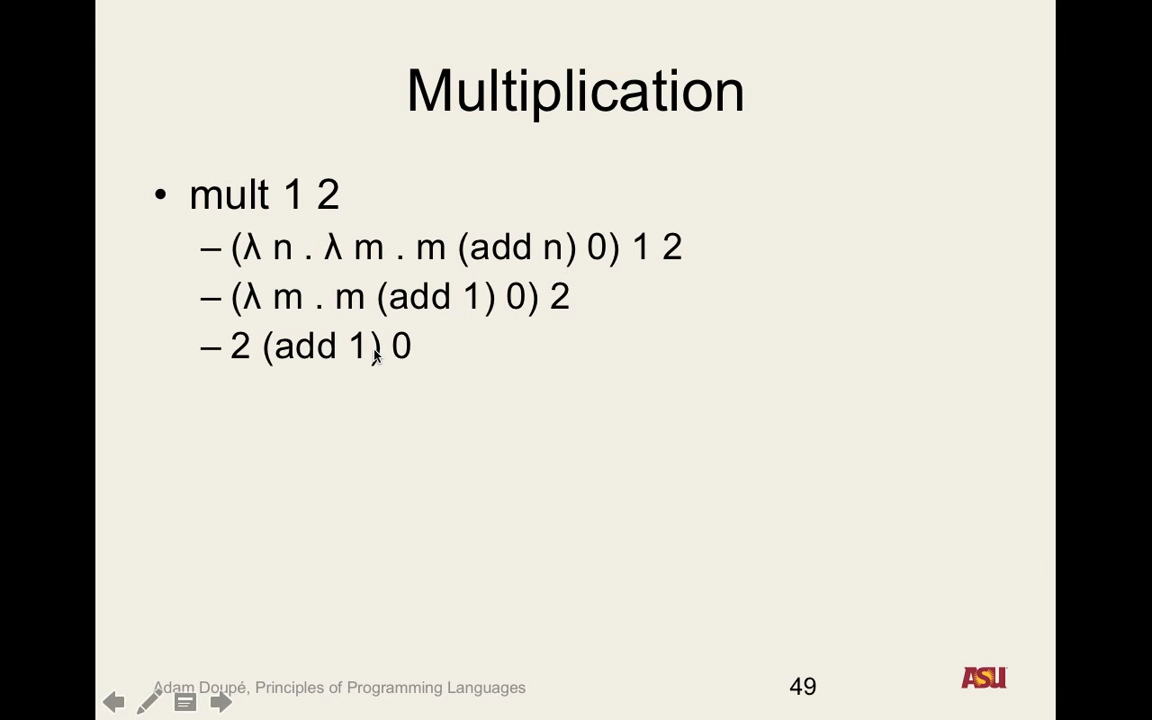 Multiplication
• mult 1 2
– (λ n . λ m . m (add n) 0) 1 2
– (λ m . m (add 1) 0) 2
– 2 (add 1) 0
Adam Doupé, Principles of Programming Languages
49
ASU